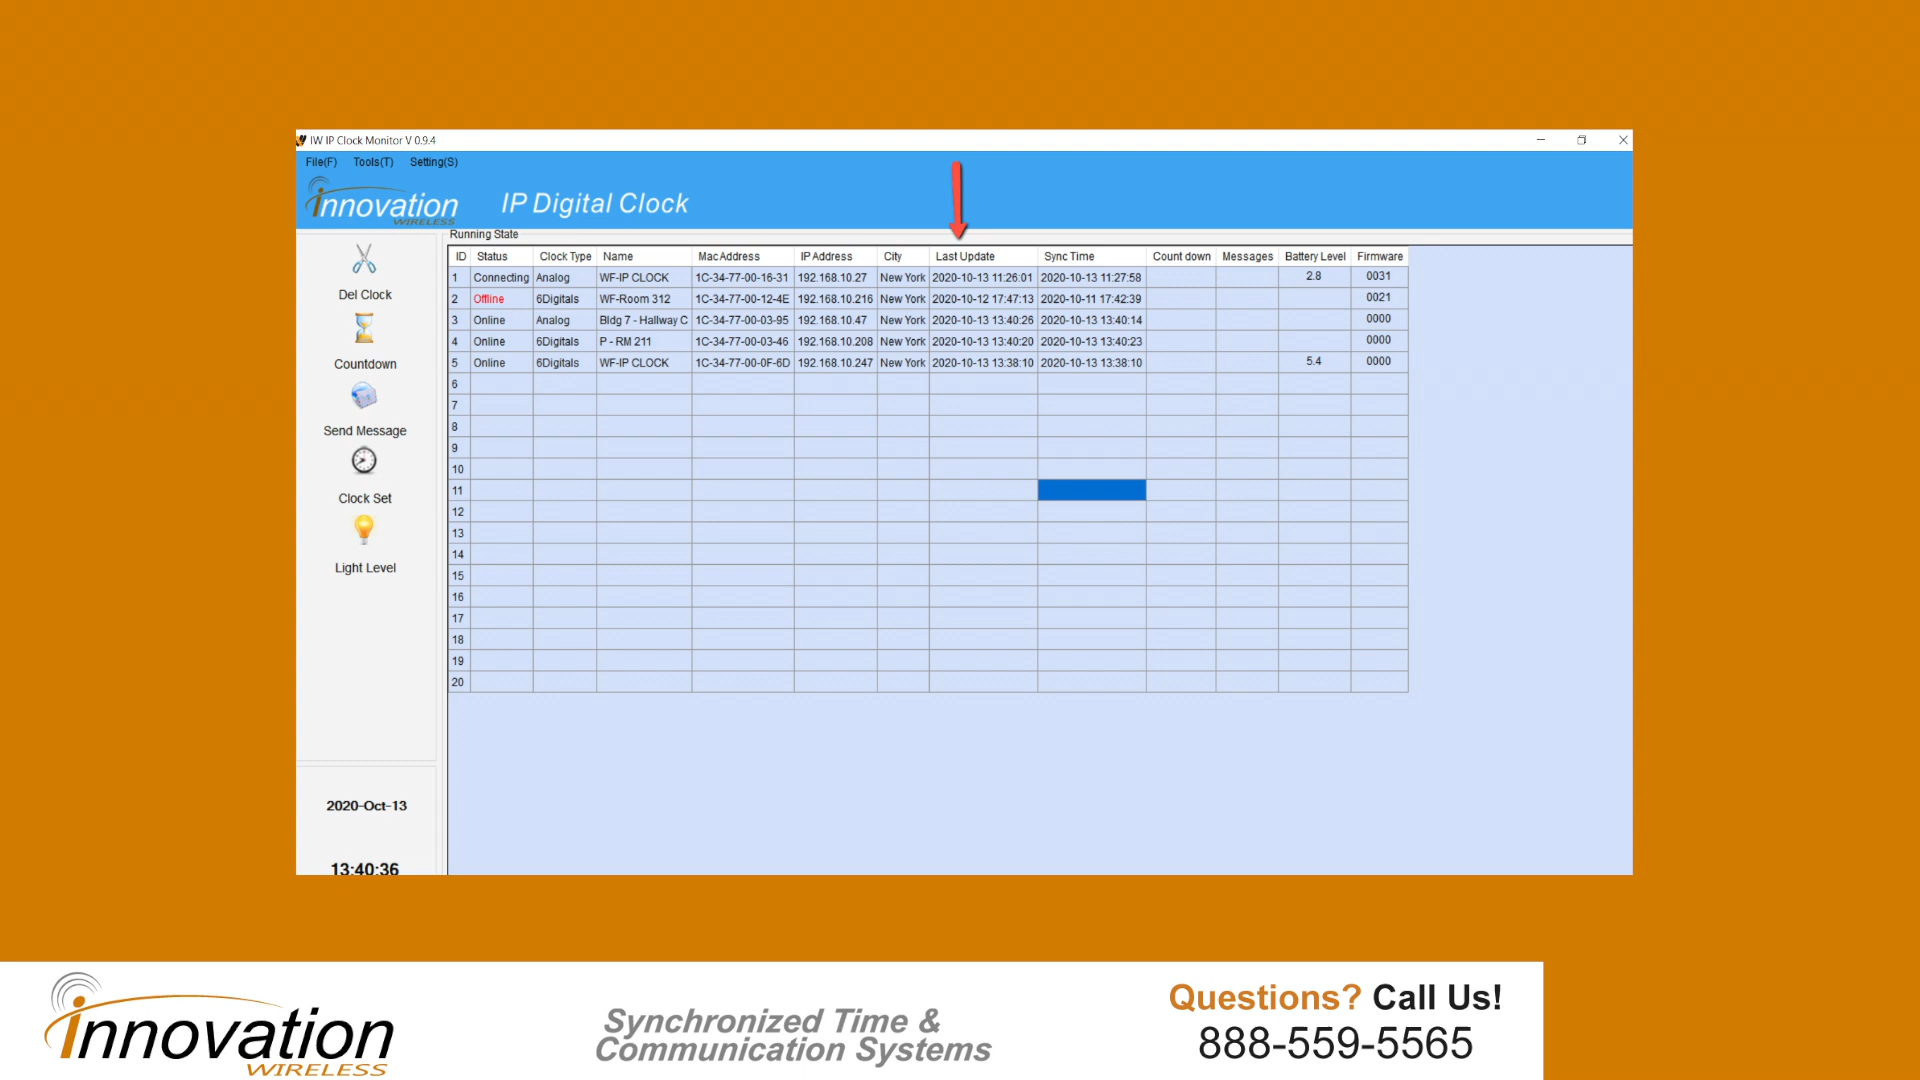 IW IP Clock Monitor V 0.9.4
File(F) Tools(T) Setting(S)
innovation
WIRELESS
IP Digital Clock
Running State
ID Status Clock Type Name Mac Address IP Address City Last Update Sync Time Count down Messages Battery Level Firmware
1 Connecting Analog WF-IP CLOCK 1C-34-77-00-16-31 192.168.10.27 New York 2020-10-13 11:26:01 2020-10-13 11:27:58 2.8 0031
2 Offline 6Digitals WF-Room 312 1C-34-77-00-12-4E 192.168.10.216 New York 2020-10-12 17:47:13 2020-10-11 17:42:39 0021
3 Online Analog Bldg 7 - Hallway C 1C-34-77-00-03-95 192.168.10.47 New York 2020-10-13 13:40:26 2020-10-13 13:40:14 0000
4 Online 6Digitals P - RM 211 1C-34-77-00-03-46 192.168.10.208 New York 2020-10-13 13:40:20 2020-10-13 13:40:23 0000
5 Online 6Digitals WF-IP CLOCK 1C-34-77-00-0F-6D 192.168.10.247 New York 2020-10-13 13:38:10 2020-10-13 13:38:10 5.4 0000
6
7
8
9
10
11
12
13
14
15
16
17
18
19
20
Del Clock
Countdown
Send Message
Clock Set
Light Level
2020-Oct-13
13:40:36
innovation
WIRELESS
Synchronized Time &
Communication Systems
Questions? Call Us!
888-559-5565